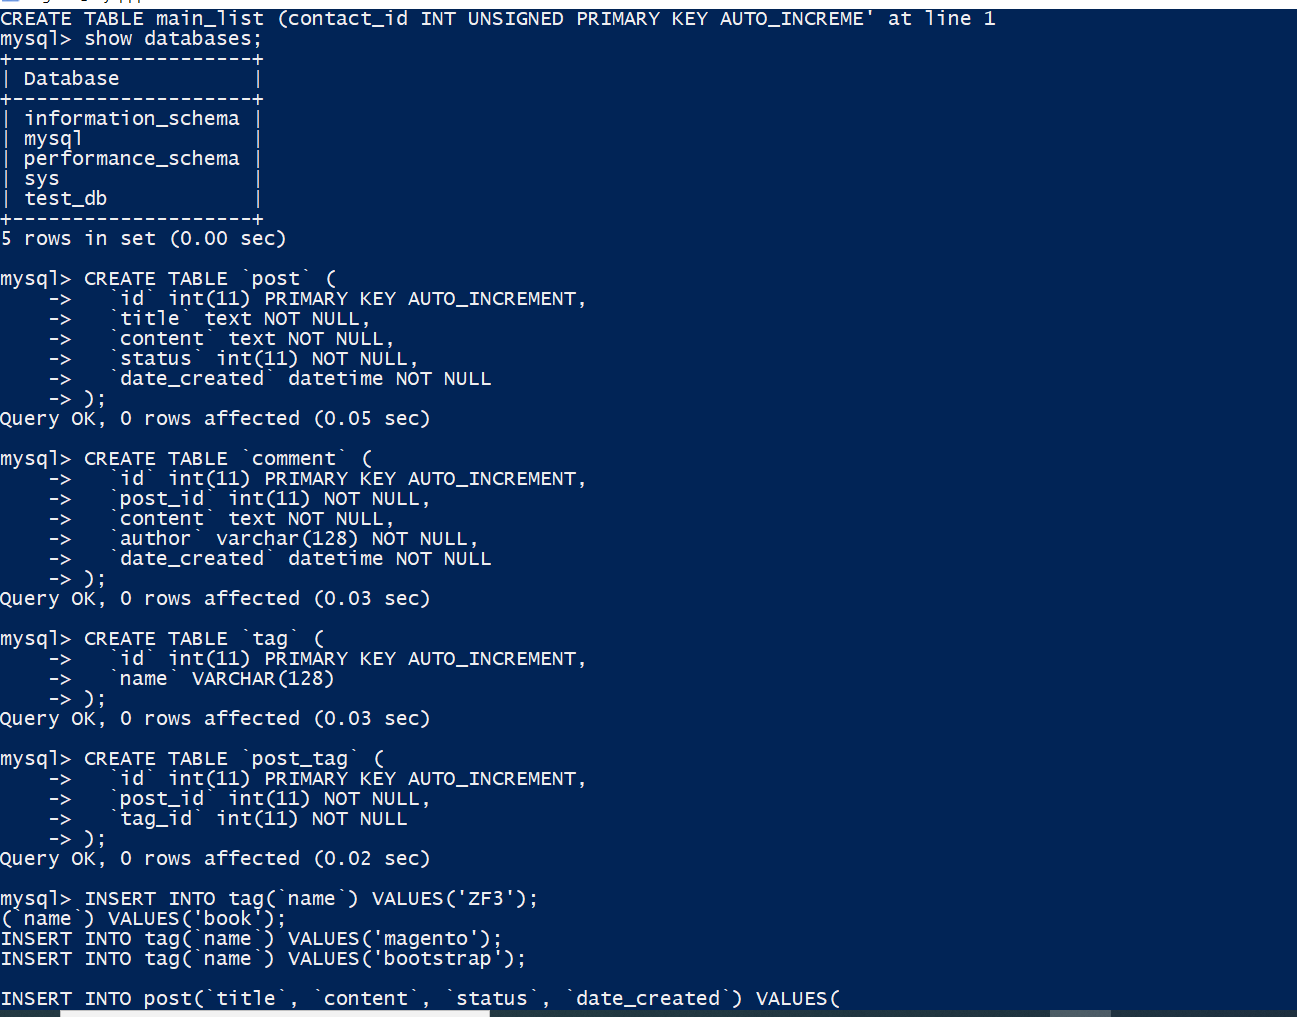 CREATE TABLE main_list (contact_id INT UNSIGNED PRIMARY KEY AUTO_INCREME' at line 1
mysql> show databases;
+--------------------+
| Database           |
+--------------------+
| information_schema |
| mysql              |
| performance_schema |
| sys                |
| test_db            |
+--------------------+
5 rows in set (0.00 sec)

mysql> CREATE TABLE `post` (
    ->   `id` int(11) PRIMARY KEY AUTO_INCREMENT,
    ->   `title` text NOT NULL,
    ->   `content` text NOT NULL,
    ->   `status` int(11) NOT NULL,
    ->   `date_created` datetime NOT NULL
    -> );
Query OK, 0 rows affected (0.05 sec)

mysql> CREATE TABLE `comment` (
    ->   `id` int(11) PRIMARY KEY AUTO_INCREMENT,
    ->   `post_id` int(11) NOT NULL,
    ->   `content` text NOT NULL,
    ->   `author` varchar(128) NOT NULL,
    ->   `date_created` datetime NOT NULL
    -> );
Query OK, 0 rows affected (0.03 sec)

mysql> CREATE TABLE `tag` (
    ->   `id` int(11) PRIMARY KEY AUTO_INCREMENT,
    ->   `name` VARCHAR(128)
    -> );
Query OK, 0 rows affected (0.03 sec)

mysql> CREATE TABLE `post_tag` (
    ->   `id` int(11) PRIMARY KEY AUTO_INCREMENT,
    ->   `post_id` int(11) NOT NULL,
    ->   `tag_id` int(11) NOT NULL
    -> );
Query OK, 0 rows affected (0.02 sec)

mysql> INSERT INTO tag(`name`) VALUES('ZF3');
(`name`) VALUES('book');
INSERT INTO tag(`name`) VALUES('magento');
INSERT INTO tag(`name`) VALUES('bootstrap');

INSERT INTO post(`title`, `content`, `status`, `date_created`) VALUES(